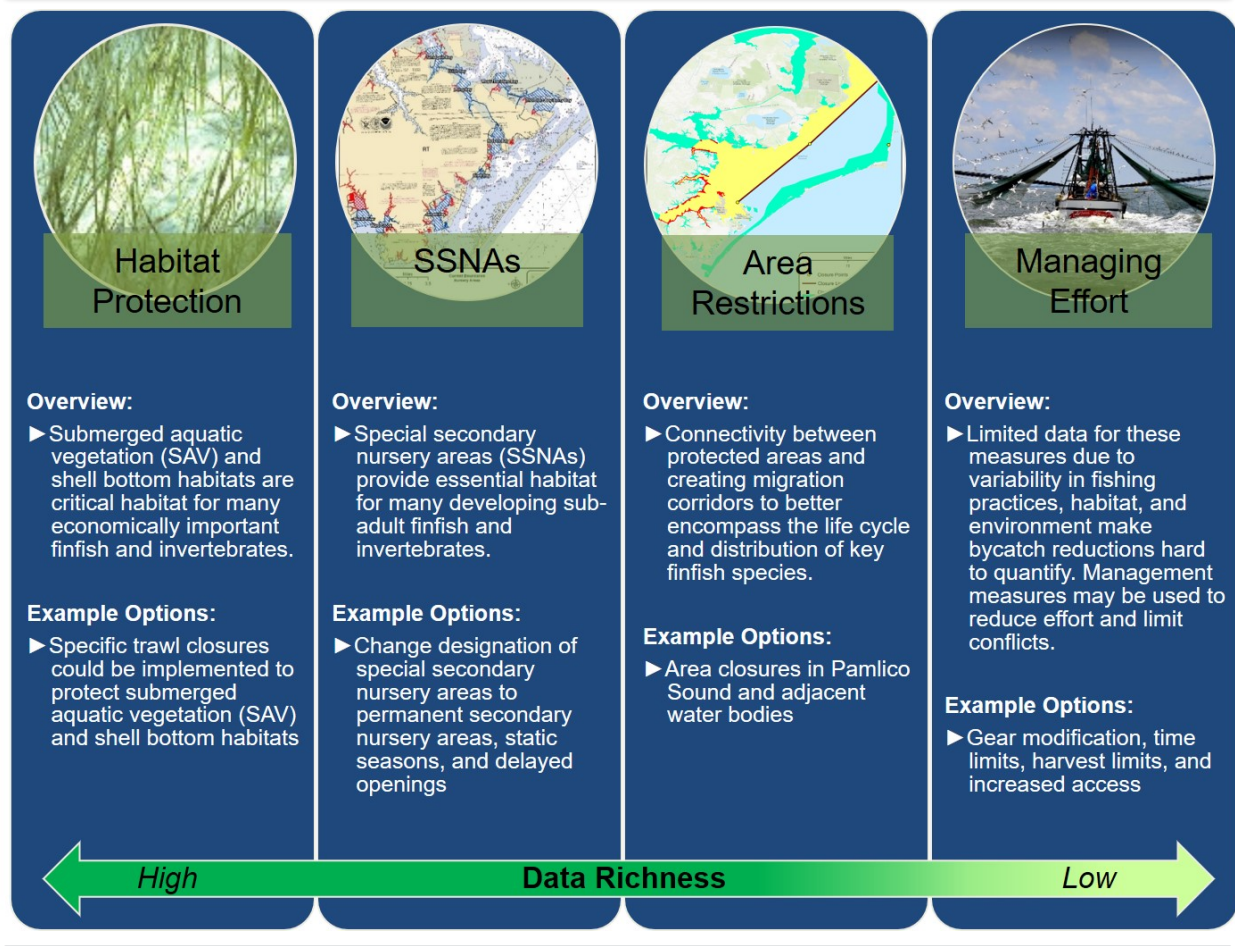 Habitat
Protection
Overview:
►Submerged aquatic
vegetation (SAV) and
shell bottom habitats are
critical habitat for many
economically important
finfish and invertebrates.
Example Options:
►Specific trawl closures
could be implemented to
protect submerged
aquatic vegetation (SAV)
and shell bottom habitats
SSNAs
Overview:
►Special secondary
nursery areas (SSNAs)
provide essential habitat
for many developing sub-
adult finfish and
invertebrates.
Example Options:
►Change designation of
special secondary
nursery areas to
permanent secondary
nursery areas, static
seasons, and delayed
openings
Area
Restrictions
Overview:
►Connectivity between
protected areas and
creating migration
corridors to better
encompass the life cycle
and distribution of key
finfish species.
Example Options:
►Area closures in Pamlico
Sound and adjacent
water bodies
Managing
Effort
Overview:
►Limited data for these
measures due to
variability in fishing
practices, habitat, and
environment make
bycatch reductions hard
to quantify. Management
measures may be used to
reduce effort and limit
conflicts.
Example Options:
►Gear modification, time
limits, harvest limits, and
increased access
High Data Richness Low